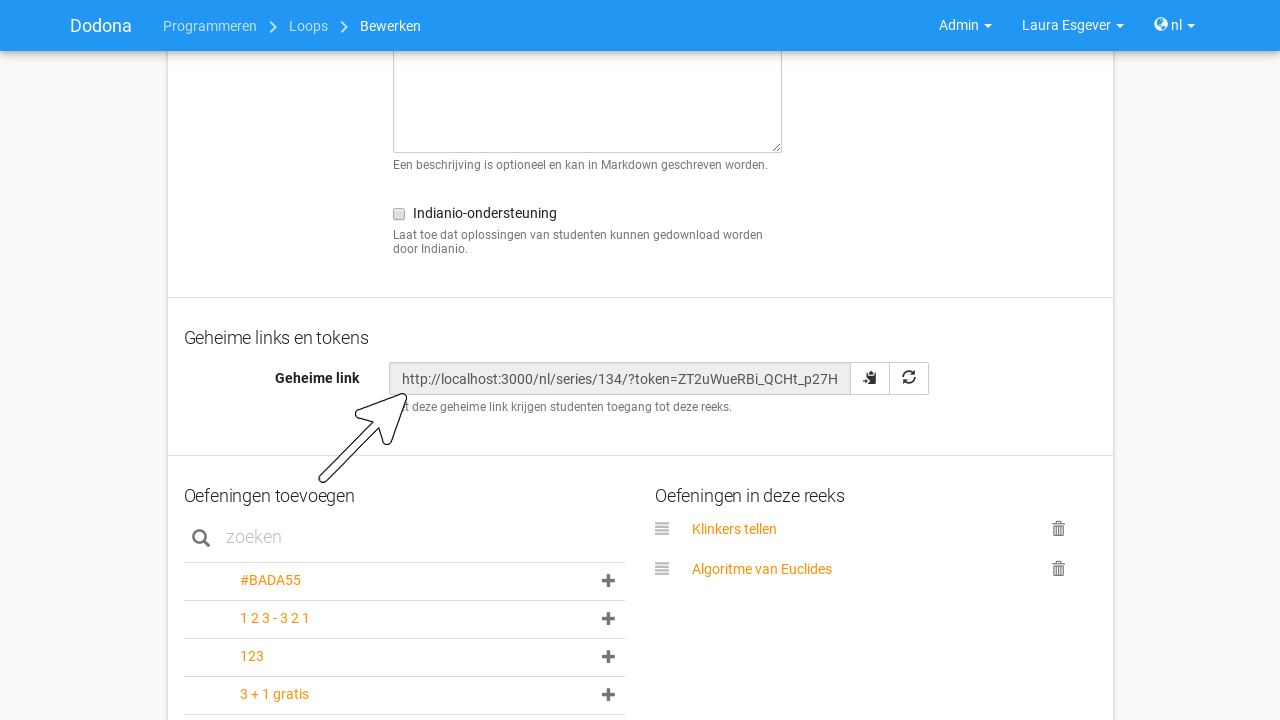 Dodona Programmeren Loops Bewerken Admin Laura Esgever nl
Een beschrijving is optioneel en kan in Markdown geschreven worden.
Indianio-ondersteuning
Laat toe dat oplossingen van studenten kunnen gedownload worden
door Indianio.
Geheime links en tokens
Geheime link http://localhost:3000/nl/series/134/?token=ZT2uWueRBi_QCHt_p27H
deze geheime link krijgen studenten toegang tot deze reeks.
Oefeningen toevoegen
zoeken
#BADA55
1 2 3 - 3 2 1
123
3 + 1 gratis
Oefeningen in deze reeks
Klinkers tellen
Algoritme van Euclides